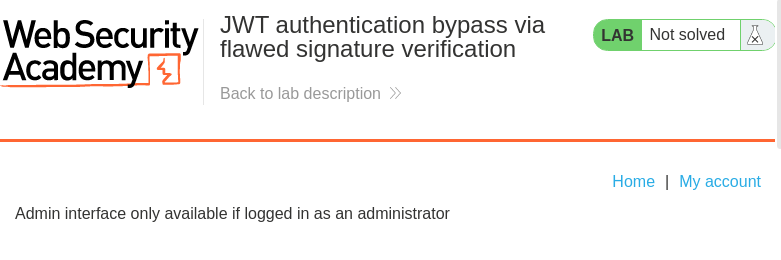 Web Security
Academy
JWT authentication bypass via
flawed signature verification
LAB Not solved
Back to lab description
Home | My account
Admin interface only available if logged in as an administrator